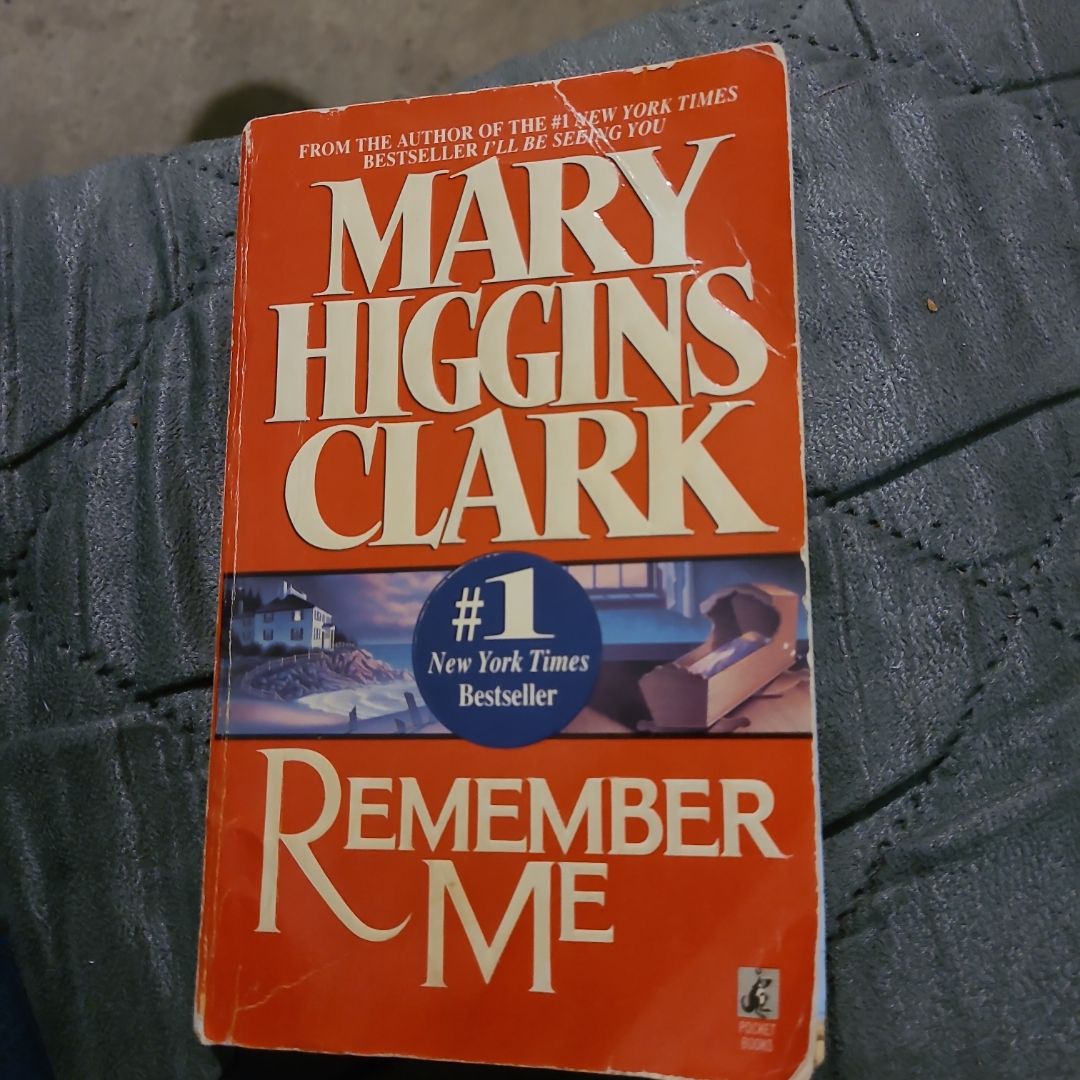 FROM THE AUTHOR OF THE #1 NEW YORK TIMES
BESTSELLER I'LL BE SEEING YOU
MARY
HIGGINS
CLARK
#1
New York Times
Bestseller
REMEMBER
ME
POCKET
BOOKS